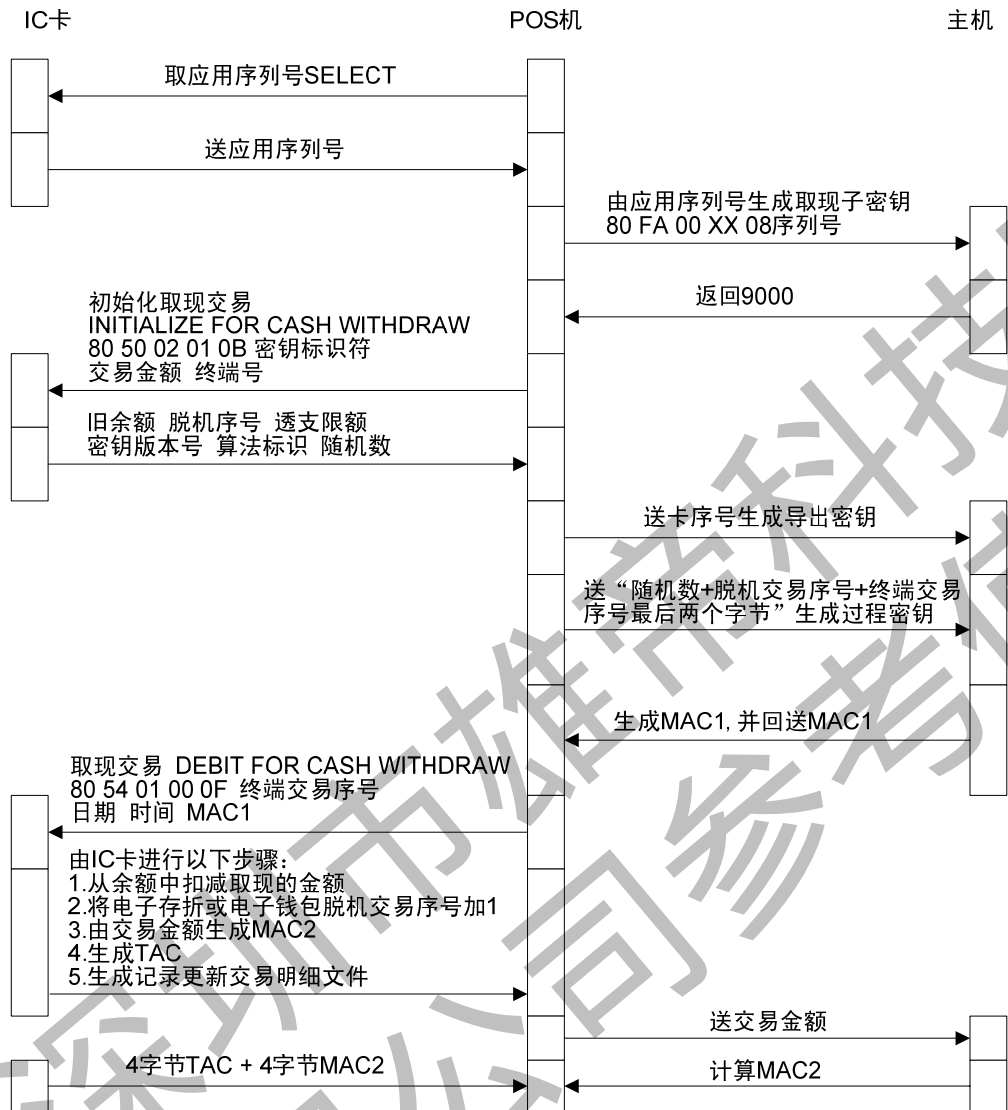 IC卡
POS机
主机
取应用序列号SELECT
送应用序列号
由应用序列号生成取现子密钥
80 FA 00 XX 08序列号
返回9000
初始化取现交易
INITIALIZE FOR CASH WITHDRAW
80 50 02 01 0B 密钥标识符
交易金额 终端号
旧余额 脱机序号 透支限额
密钥版本号 算法标识 随机数
送卡序号生成导出密钥
送“随机数+脱机交易序号+终端交易
序号最后两个字节”生成过程密钥
生成MAC1, 并回送MAC1
取现交易 DEBIT FOR CASH WITHDRAW
80 54 01 00 0F 终端交易序号
日期 时间 MAC1
由IC卡进行以下步骤：
1.从余额中扣减取现的金额
2.将电子存折或电子钱包脱机交易序号加1
3.由交易金额生成MAC2
4.生成TAC
5.生成记录更新交易明细文件
送交易金额
4字节TAC + 4字节MAC2
计算MAC2
深圳市雄帝科技
公司参考